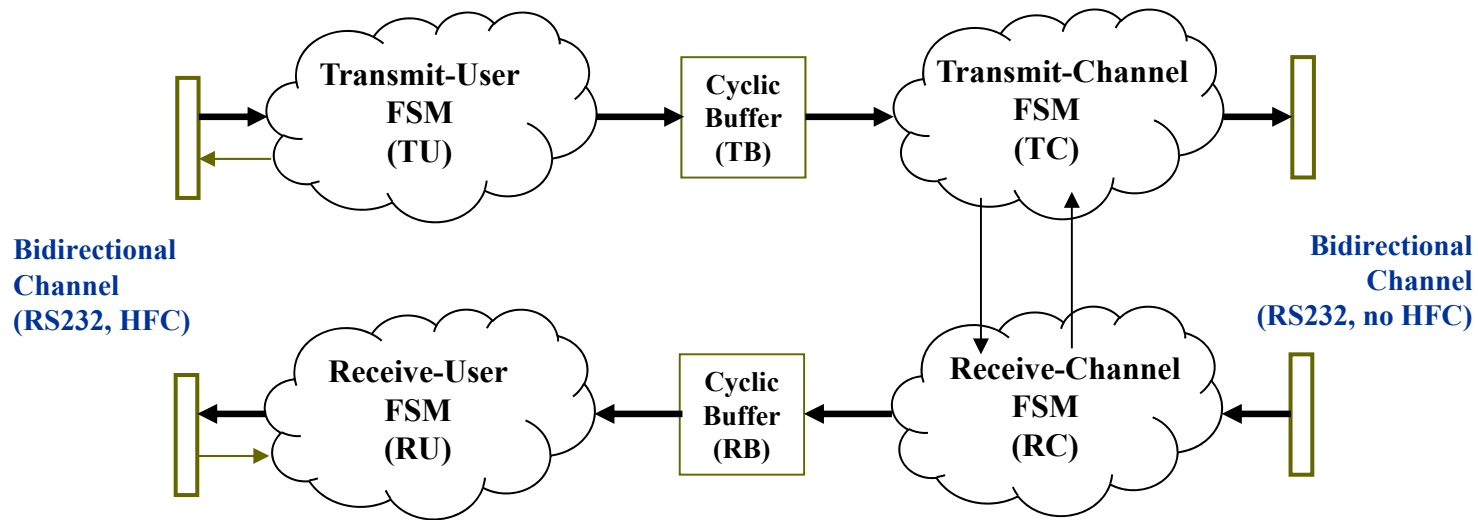 Transmit-User
FSM
(TU)
Cyclic
Buffer
(TB)
Transmit-Channel
FSM
(TC)
Bidirectional
Channel
(RS232, HFC)
Bidirectional
Channel
(RS232, no HFC)
Receive-User
FSM
(RU)
Cyclic
Buffer
(RB)
Receive-Channel
FSM
(RC)